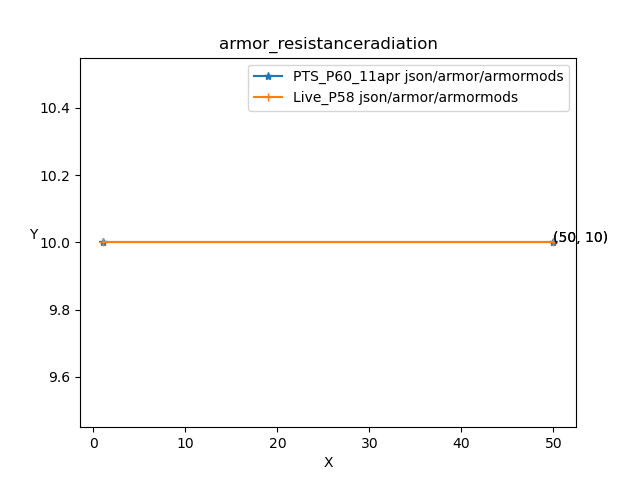 armor_resistanceradiation
PTS_P60_11apr json/armor/armormods
Live_P58 json/armor/armormods
10.4
10.2
Y
10.0
(50, 10)
9.8
9.6
0
10
20
30
40
50
X